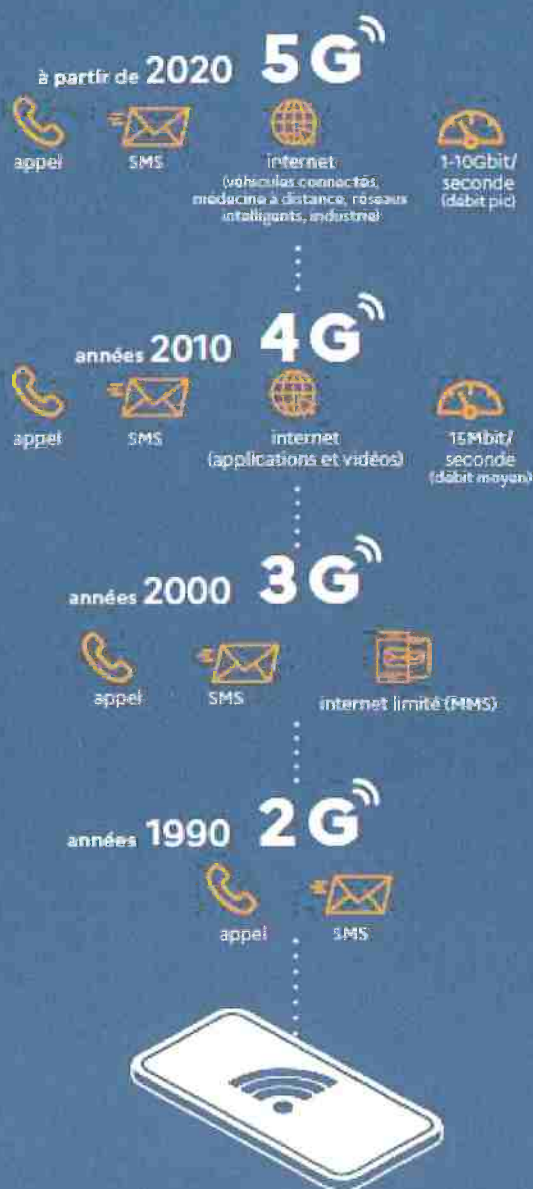 à partir de 2020 5G
appel
SMS
internet
(véhicules connectés,
médecine à distance, réseaux
intelligents, industrie)
1-10Gbit/
seconde
(débit pic)
années 2010 4G
appel
SMS
internet
(applications et vidéos)
15Mbit/
seconde
(débit moyen)
années 2000 3G
appel
SMS
internet limité (MMS)
années 1990 2G
appel
SMS